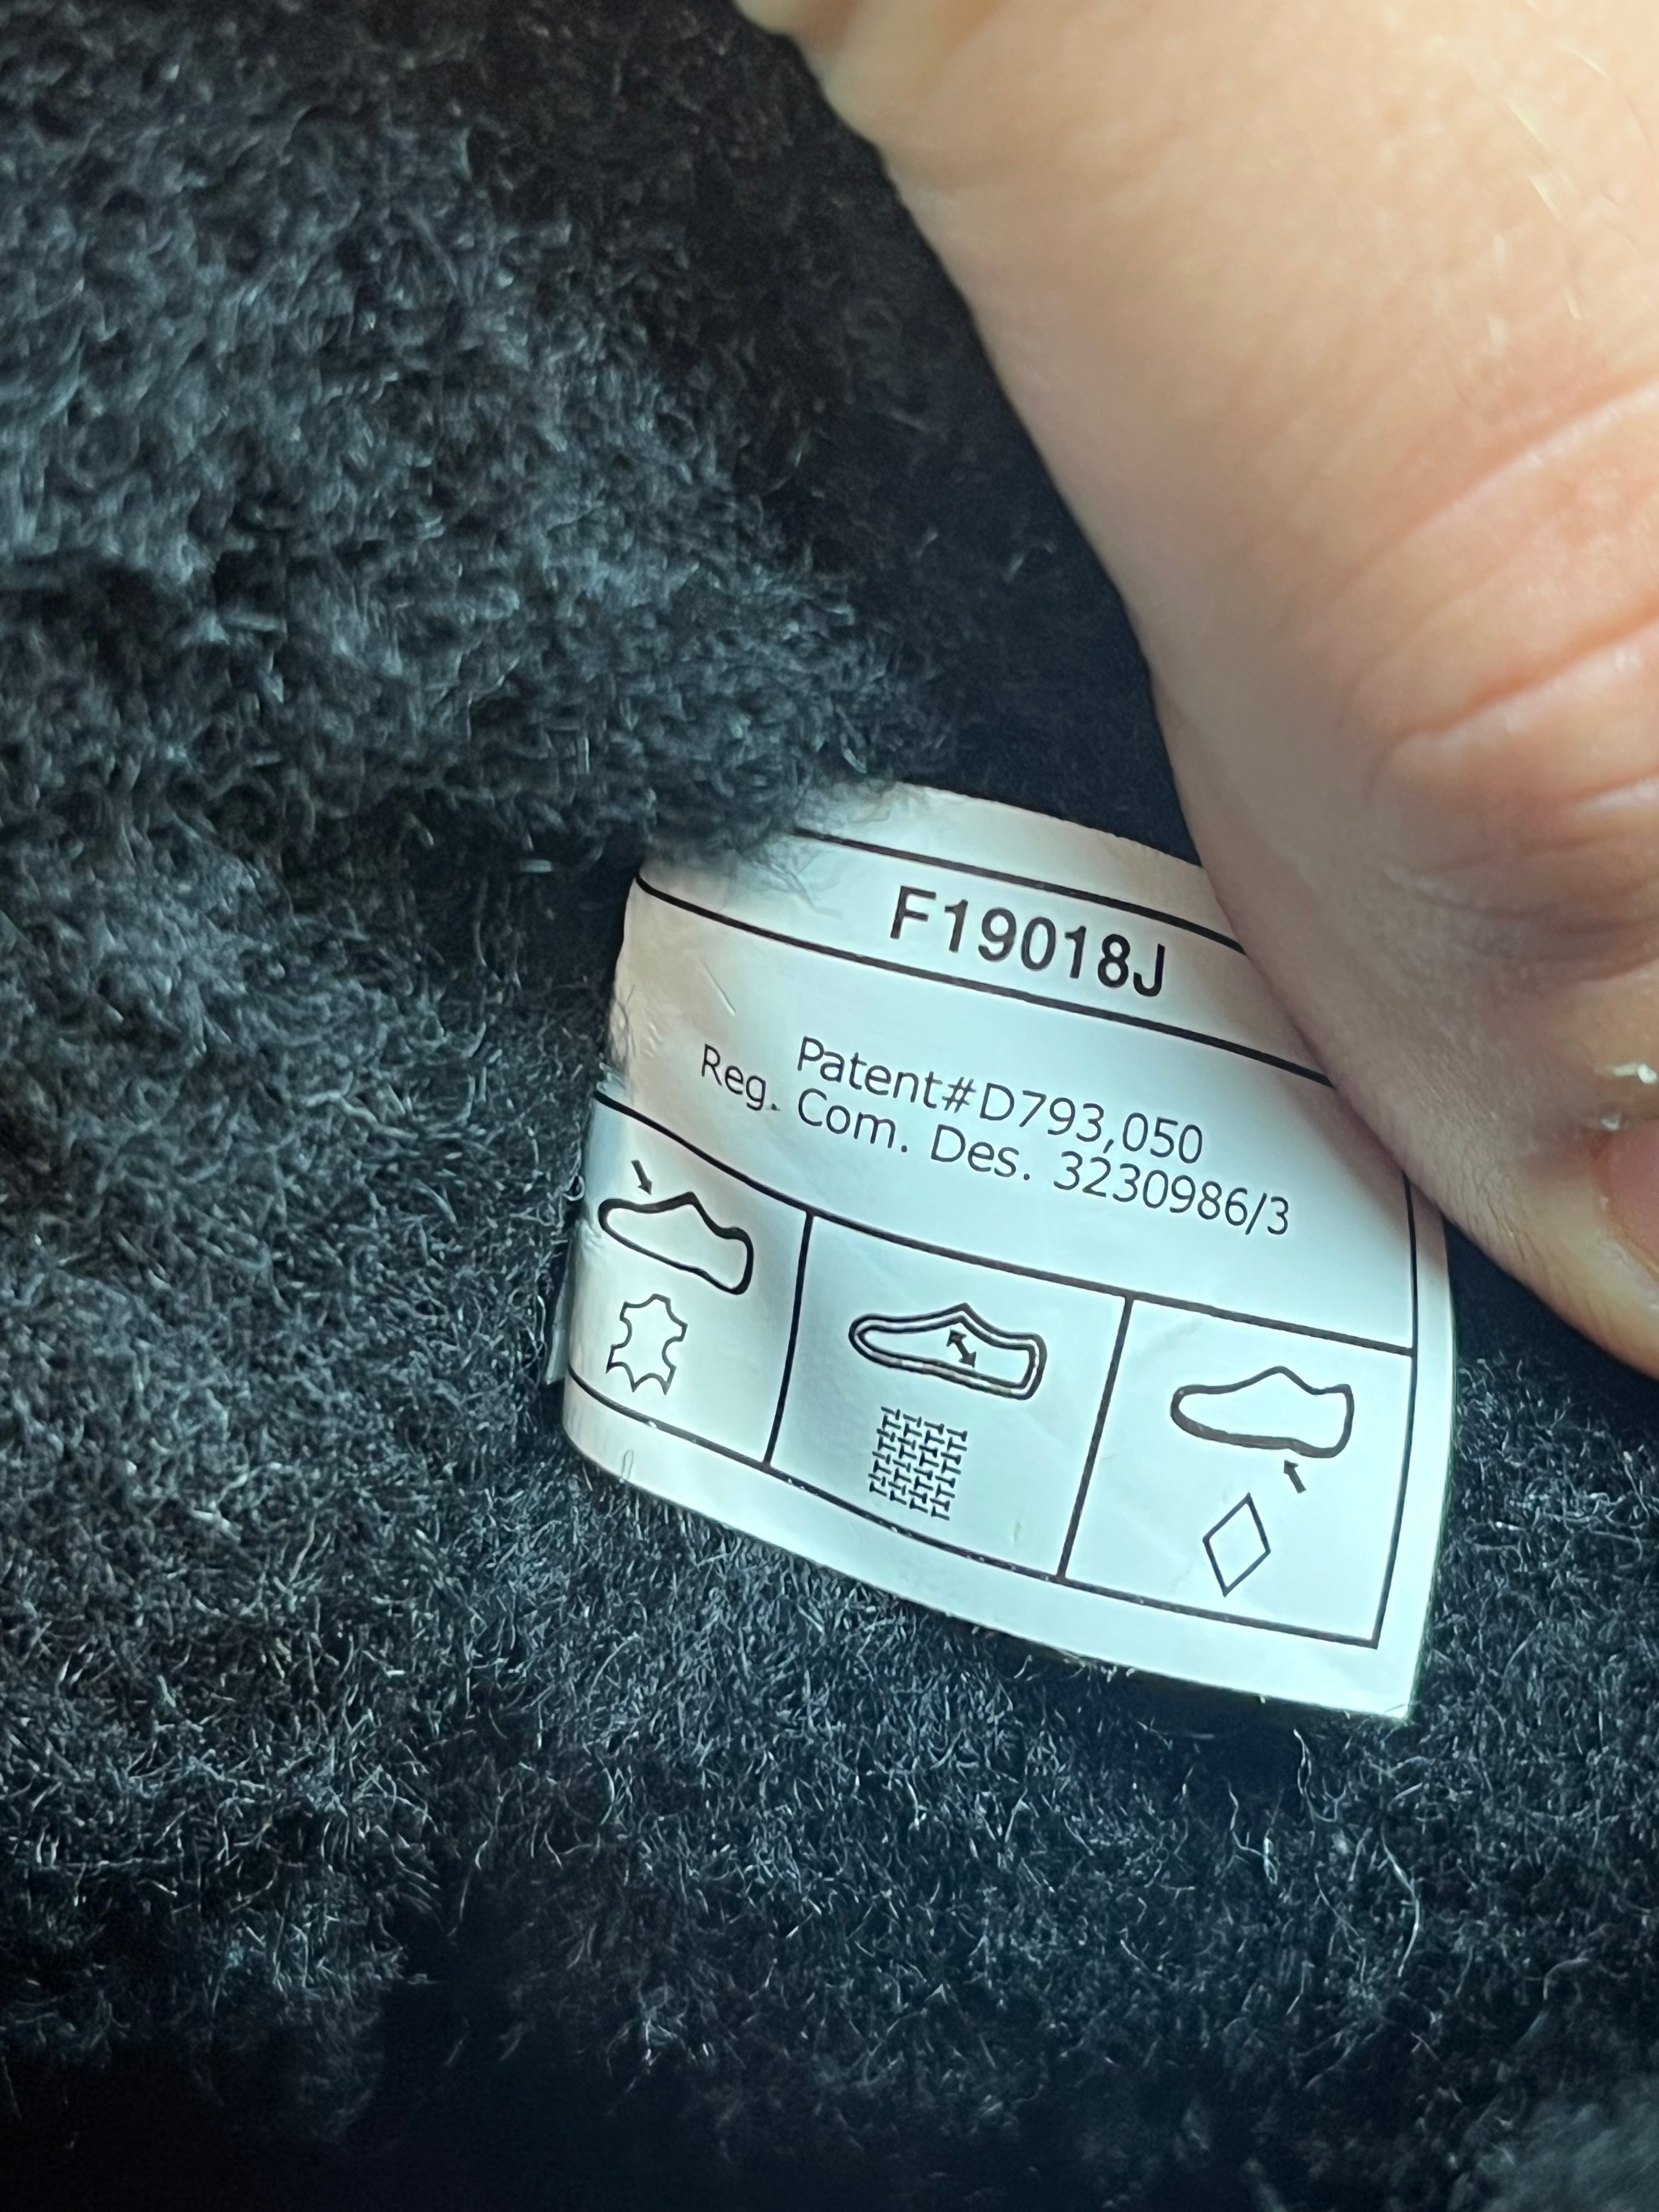 F19018J
Patent#D793,050
Reg. Com. Des. 3230986/3